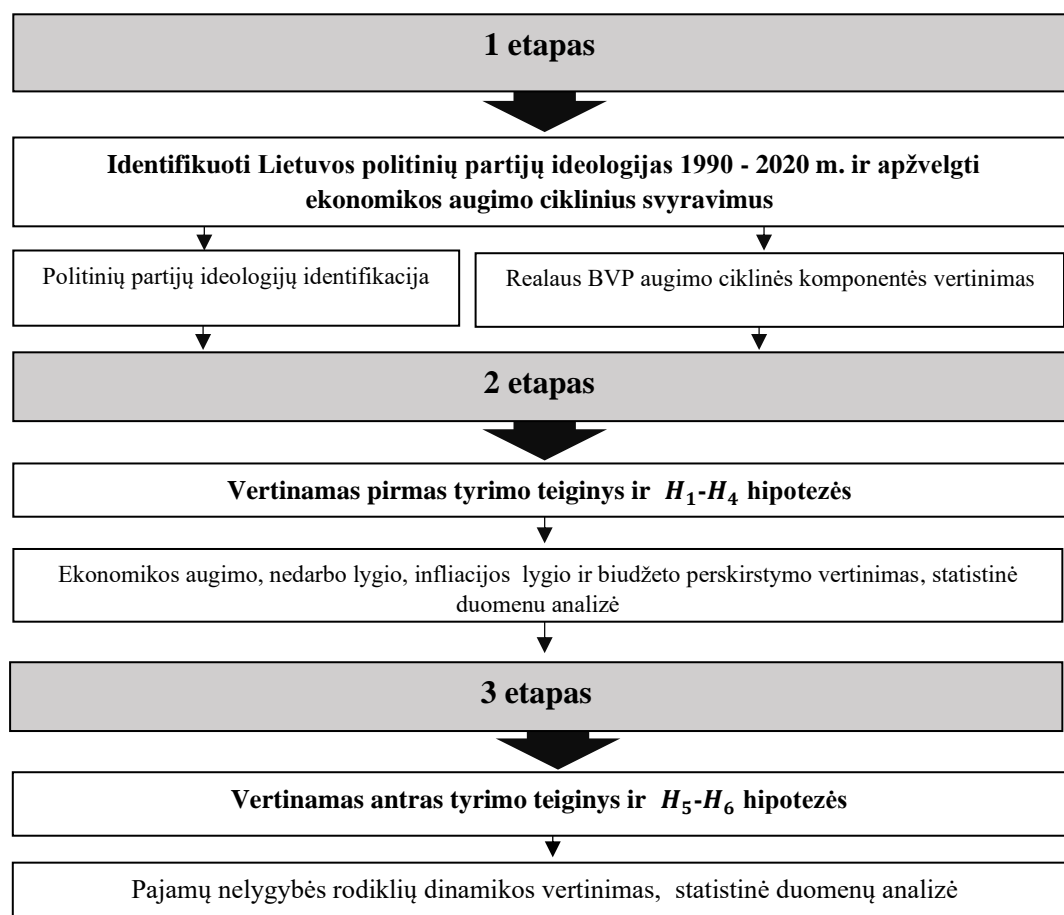 1 etapas
Identifikuoti Lietuvos politinių partijų ideologijas 1990 - 2020 m. ir apžvelgti
ekonomikos augimo ciklinius svyravimus
Politinių partijų ideologijų identifikacija
Realaus BVP augimo ciklinės komponentės vertinimas
2 etapas
Vertinamas pirmas tyrimo teiginys ir H₁-H₄ hipotezės
Ekonomikos augimo, nedarbo lygio, infliacijos lygio ir biudžeto perskirstymo vertinimas, statistinė
duomenu analizė
3 etapas
Vertinamas antras tyrimo teiginys ir H₅-H₆ hipotezės
Pajamų nelygybės rodiklių dinamikos vertinimas, statistinė duomenų analizė